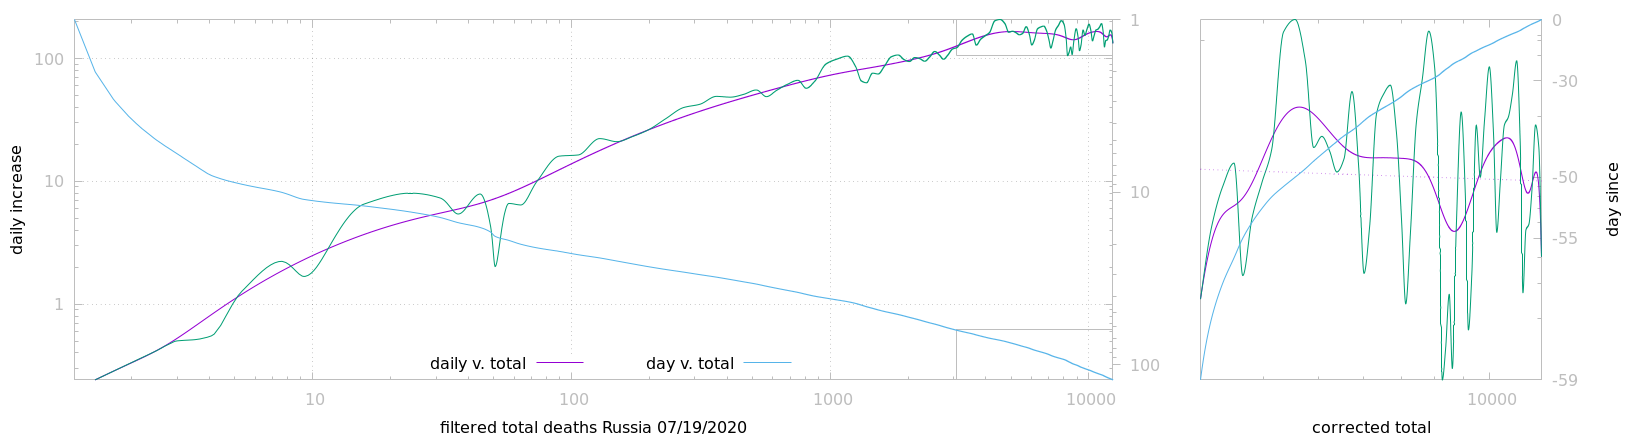 daily increase
100
10
1
daily v. total
day v. total
10
100
1000
10000
1
10
100
filtered total deaths Russia 07/19/2020
0
-30
-50
-55
-59
day since
10000
corrected total